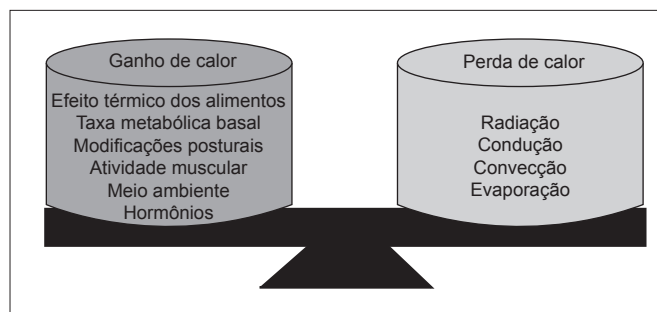 Ganho de calor
Efeito térmico dos alimentos
Taxa metabólica basal
Modificações posturais
Atividade muscular
Meio ambiente
Hormônios
Perda de calor
Radiação
Condução
Convecção
Evaporação